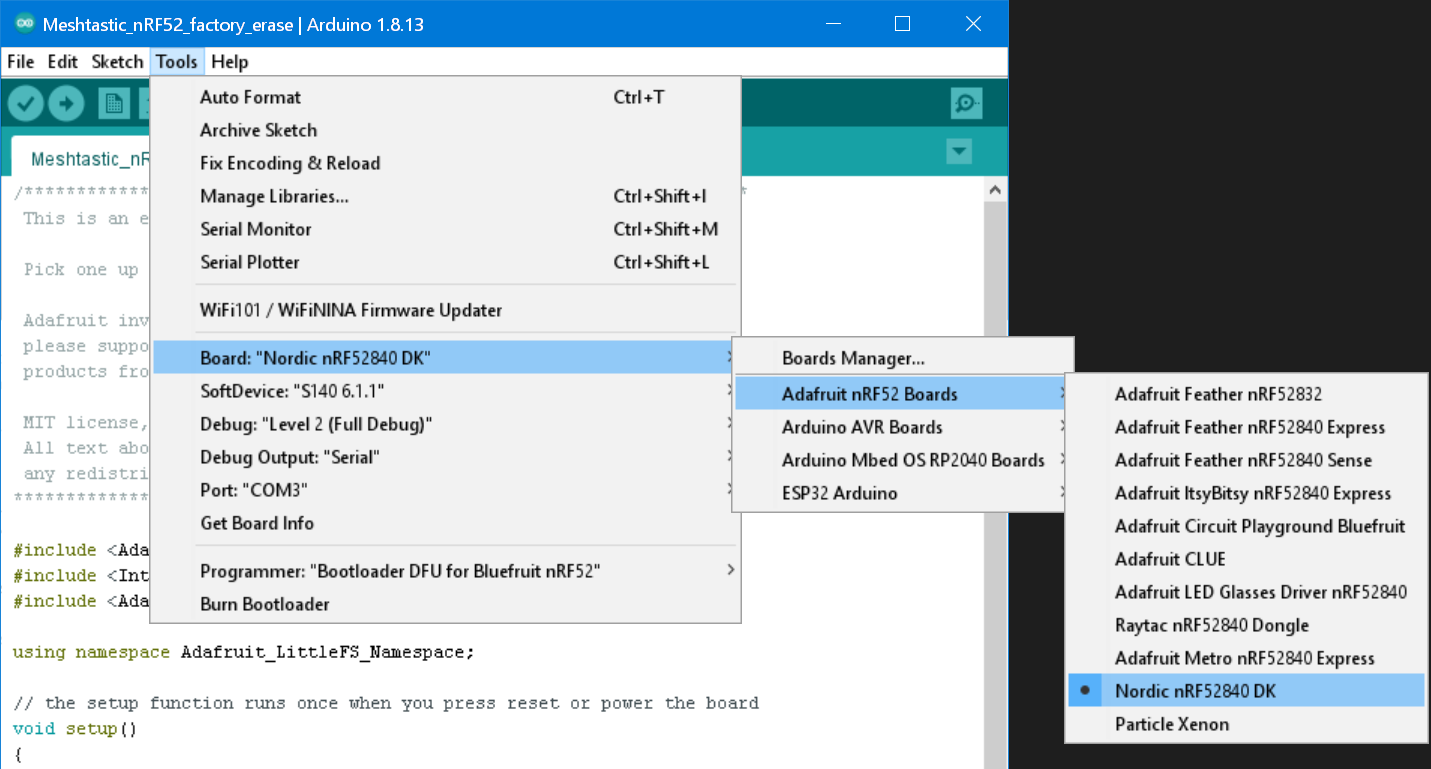 Meshtastic_nRF52_factory_erase | Arduino 1.8.13
File Edit Sketch Tools Help
Meshtastic_nR
/************* *
This is an e
Pick one up
Adafruit inv
please suppo
products fro
MIT license,
All text abo
any redistri
*************
#include <Ada
#include <Int
#include <Ada
using namespace Adafruit_LittleFS_Namespace;
// the setup function runs once when you press reset or power the board
void setup()
{
Auto Format Ctrl+T
Archive Sketch
Fix Encoding & Reload
Manage Libraries... Ctrl+Shift+I
Serial Monitor Ctrl+Shift+M
Serial Plotter Ctrl+Shift+L
WiFi101 / WiFiNINA Firmware Updater
Board: "Nordic nRF52840 DK"
SoftDevice: "S140 6.1.1"
Debug: "Level 2 (Full Debug)"
Debug Output: "Serial"
Port: "COM3"
Get Board Info
Programmer: "Bootloader DFU for Bluefruit nRF52"
Burn Bootloader
Boards Manager...
Adafruit nRF52 Boards
Arduino AVR Boards
Arduino Mbed OS RP2040 Boards
ESP32 Arduino
Adafruit Feather nRF52832
Adafruit Feather nRF52840 Express
Adafruit Feather nRF52840 Sense
Adafruit ItsyBitsy nRF52840 Express
Adafruit Circuit Playground Bluefruit
Adafruit CLUE
Adafruit LED Glasses Driver nRF52840
Raytac nRF52840 Dongle
Adafruit Metro nRF52840 Express
Nordic nRF52840 DK
Particle Xenon